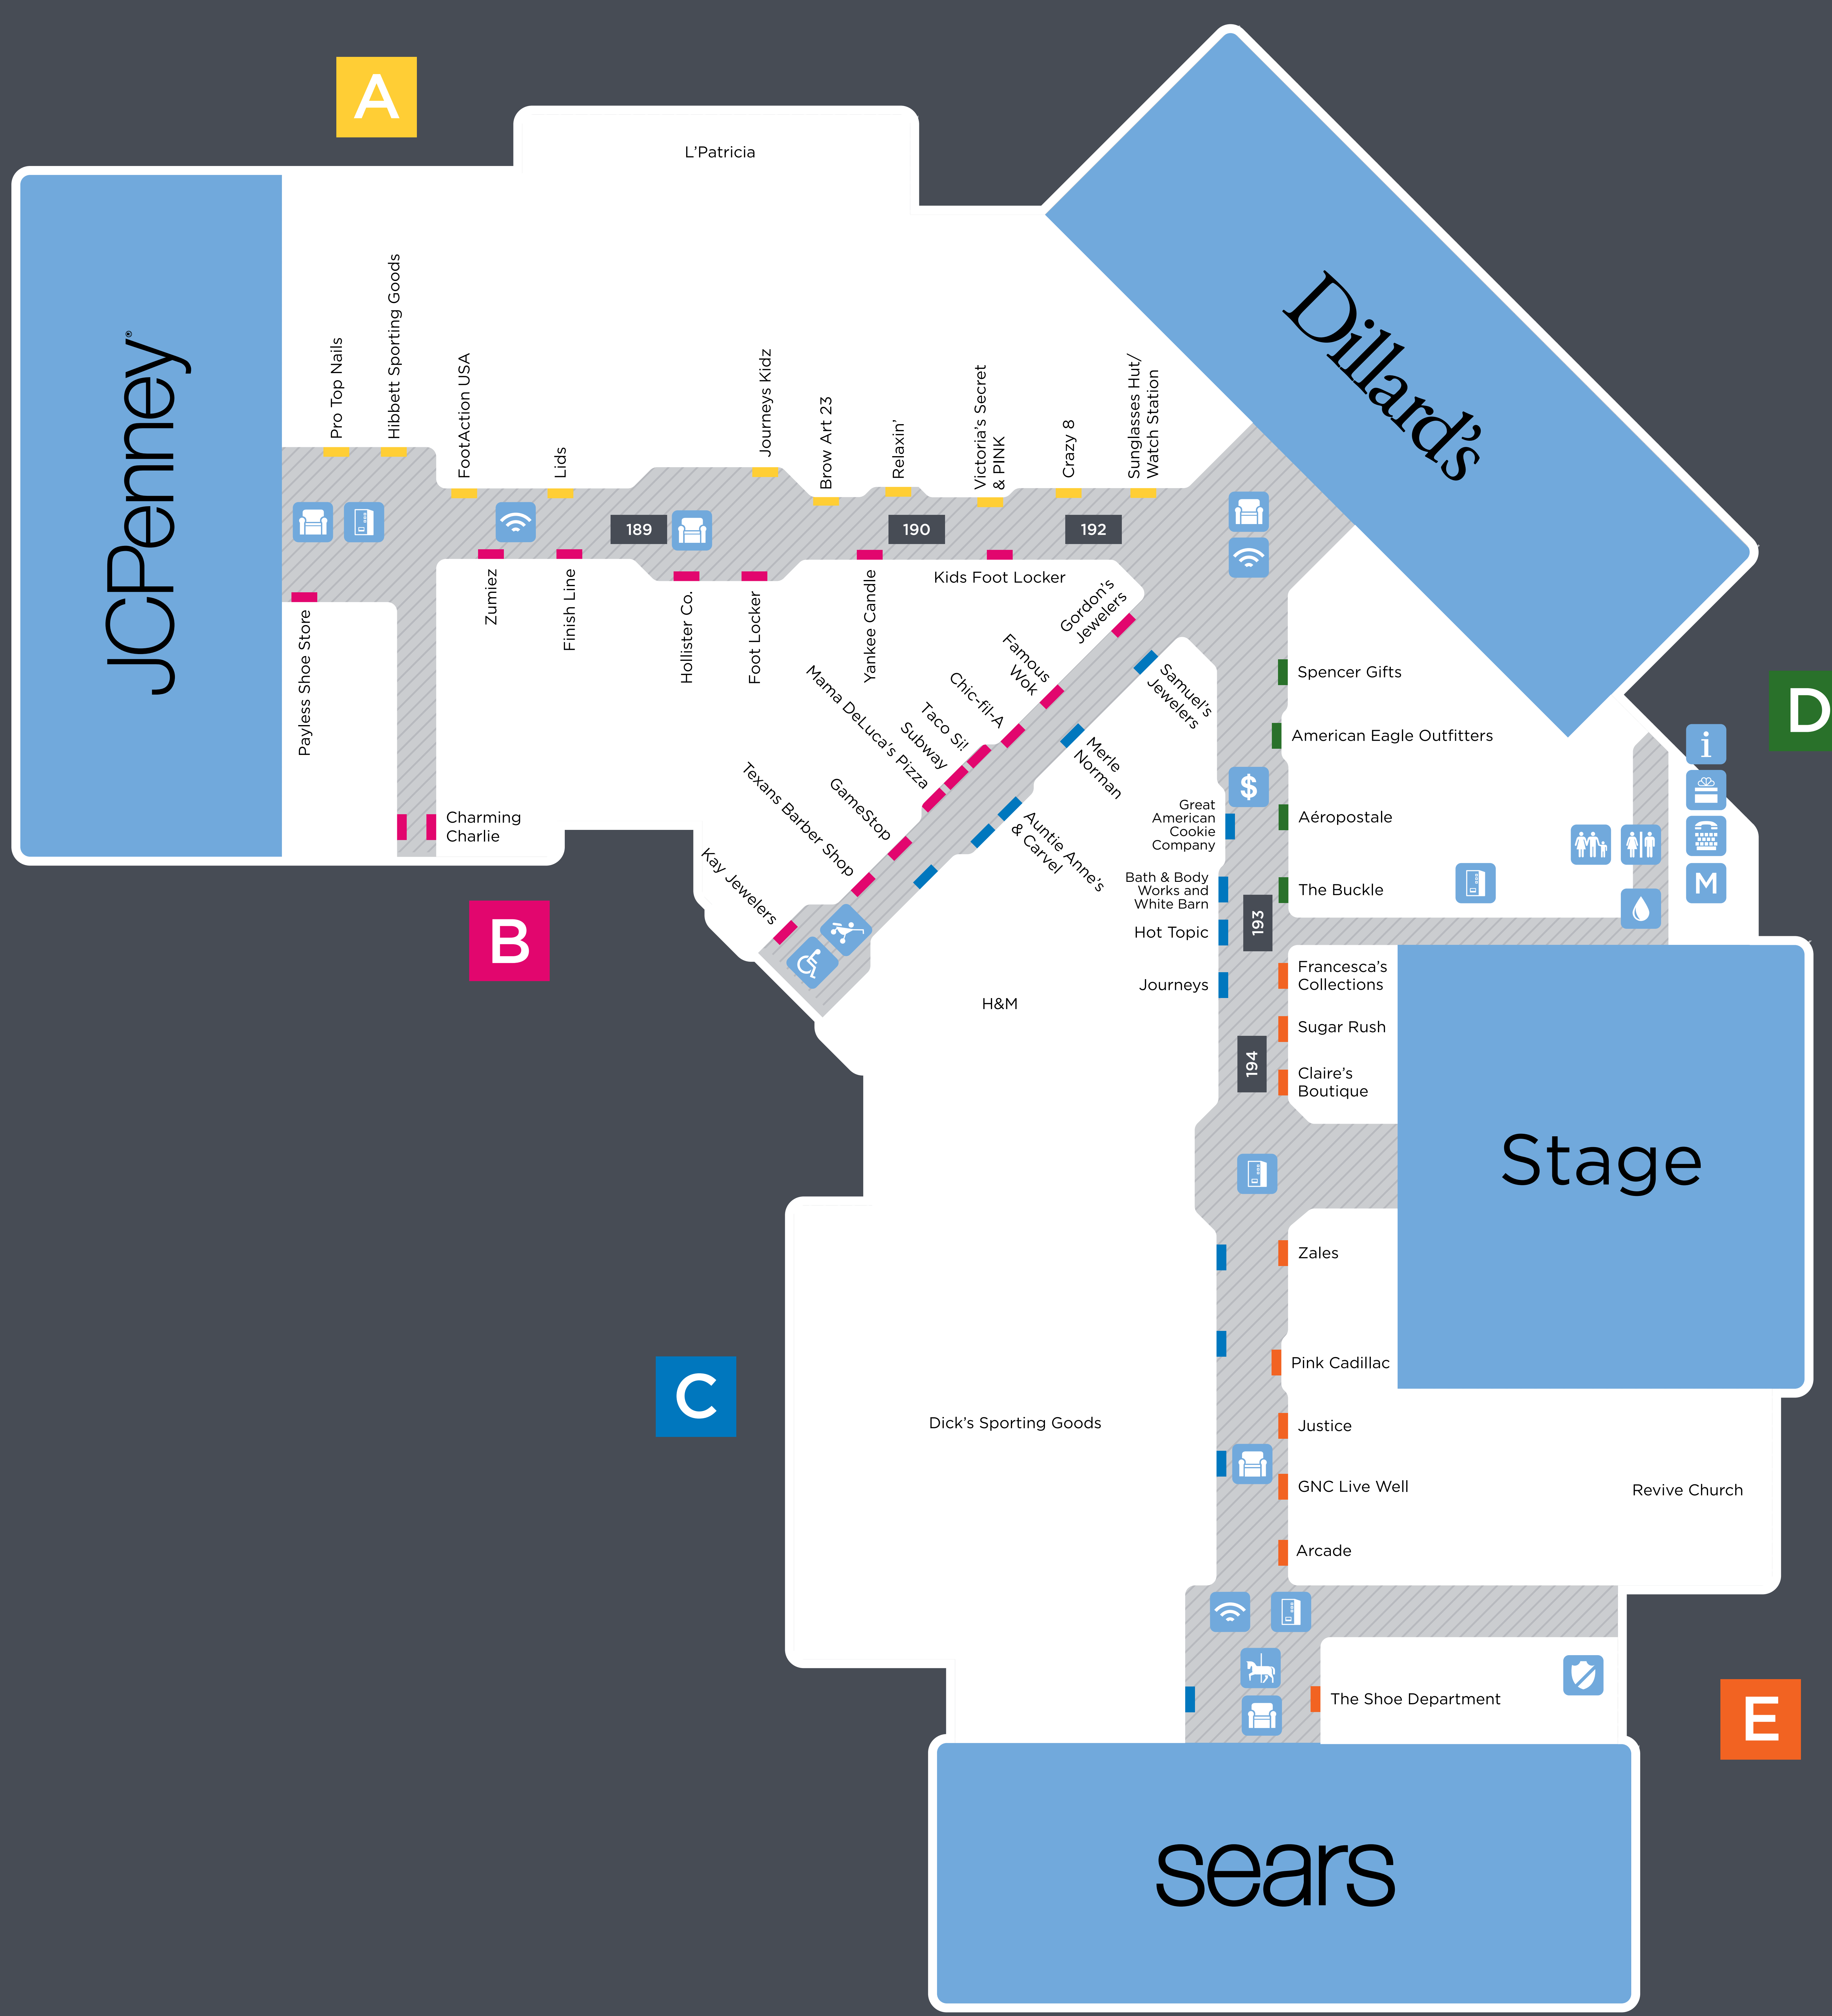 A
L’Patricia
JCPenney®
Dillard’s
Pro Top Nails
Hibbett Sporting Goods
FootAction USA
Lids
Journeys Kidz
Brow Art 23
Relaxin’
Victoria’s Secret
& PINK
Crazy 8
Sunglasses Hut/
Watch Station
189
190
192
Payless Shoe Store
Zumiez
Finish Line
Hollister Co.
Foot Locker
Yankee Candle
Kids Foot Locker
Gordon’s
Jewelers
Famous
Wok
Chic-fil-A
Taco Si!
Subway
Mama DeLuca’s Pizza
GameStop
Texans Barber Shop
Kay Jewelers
Charming
Charlie
B
Samuel’s
Jewelers
Merle
Norman
Auntie Anne’s
& Carvel
Spencer Gifts
American Eagle Outfitters
D
i
$
Great
American
Cookie
Company
Aéropostale
Bath & Body
Works and
White Barn
The Buckle
M
Hot Topic
193
Journeys
Francesca’s
Collections
H&M
Sugar Rush
194
Claire’s
Boutique
Stage
Zales
Pink Cadillac
C
Dick’s Sporting Goods
Justice
GNC Live Well
Revive Church
Arcade
The Shoe Department
E
sears